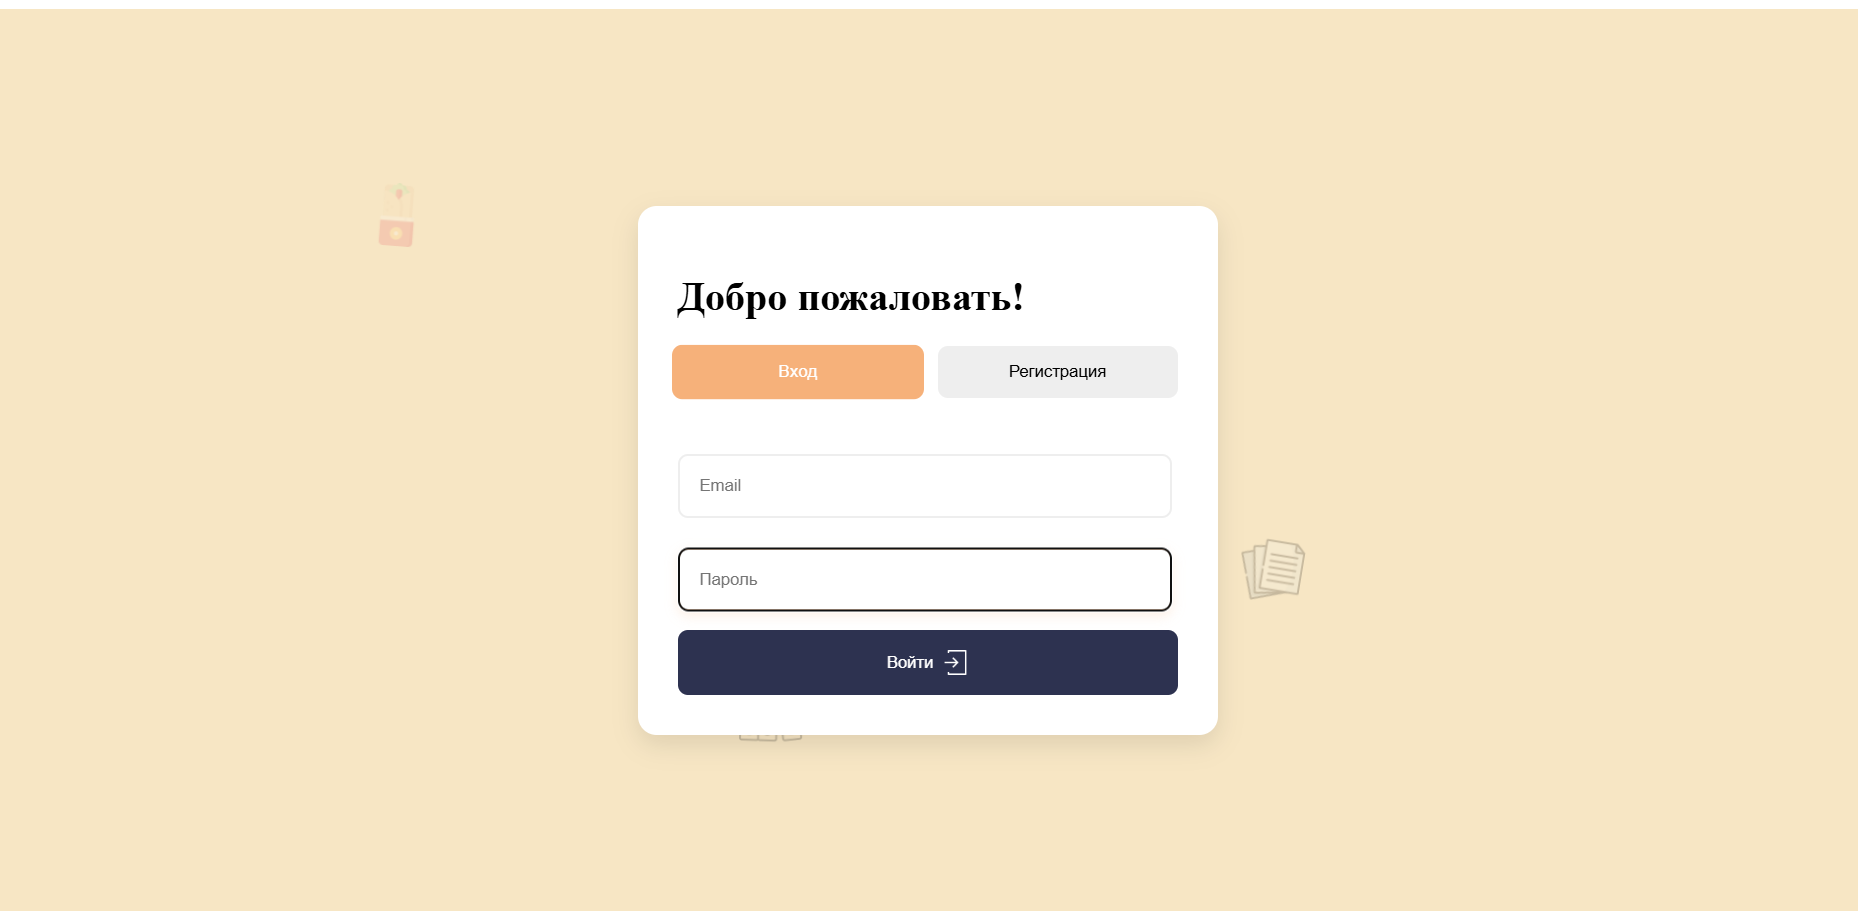 Добро пожаловать!
Вход
Регистрация
Email
Пароль
Войти